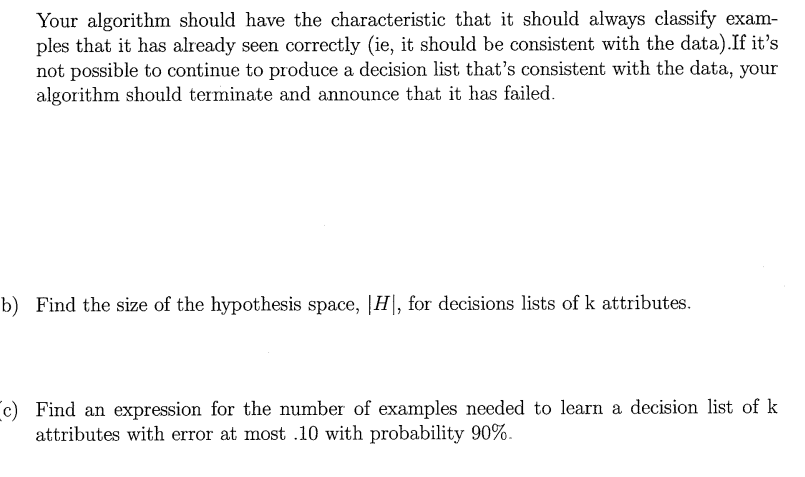 Your algorithm should have the characteristic that it should always classify exam-
ples that it has already seen correctly (ie, it should be consistent with the data).If it's
not possible to continue to produce a decision list that's consistent with the data, your
algorithm should terminate and announce that it has failed.
b) Find the size of the hypothesis space, |H|, for decisions lists of k attributes.
(c) Find an expression for the number of examples needed to learn a decision list of k
attributes with error at most .10 with probability 90%.